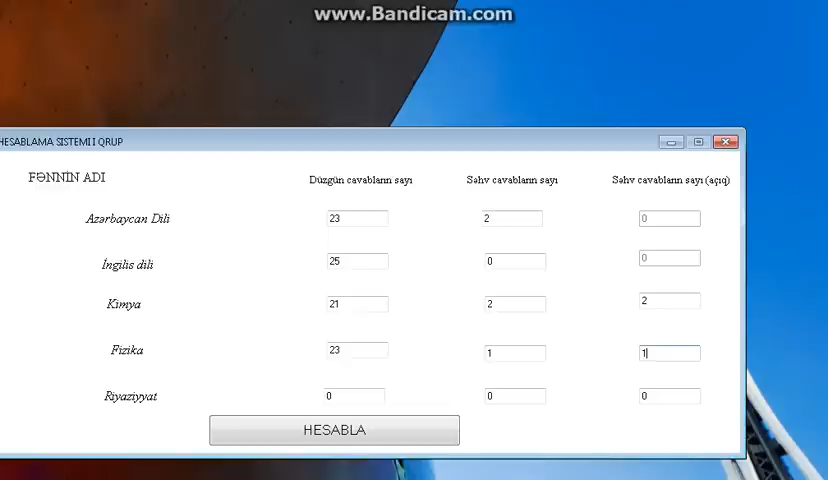 www.Bandicam.com
HESABLAMA SISTEMI I QRUP
FƏNNİN ADI Düzgün cavabların sayı Səhv cavabların sayı Səhv cavabların sayı (açıq)
Azərbaycan Dili 23 2 0
İngilis dili 25 0 0
Kimya 21 2 2
Fizika 23 1 1
Riyaziyyat 0 0 0
HESABLA